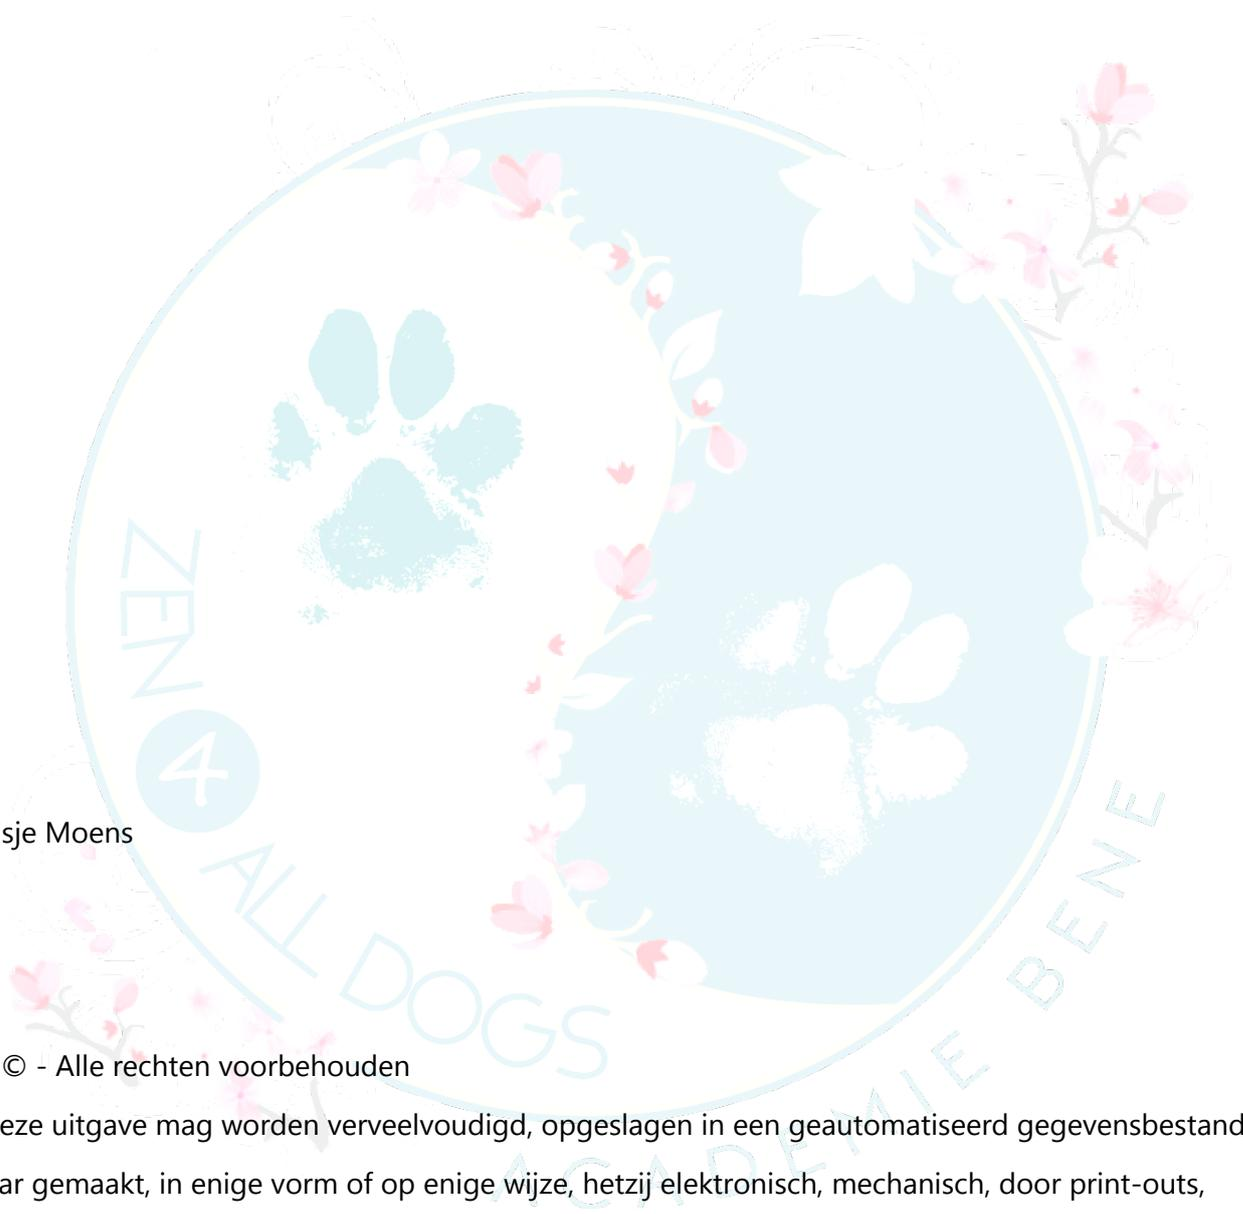 ZEN 4 ALL DOGS
ACADEMIE BENE
sje Moens
© - Alle rechten voorbehouden
eze uitgave mag worden verveelvoudigd, opgeslagen in een geautomatiseerd gegevensbestand
ar gemaakt, in enige vorm of op enige wijze, hetzij elektronisch, mechanisch, door print-outs,